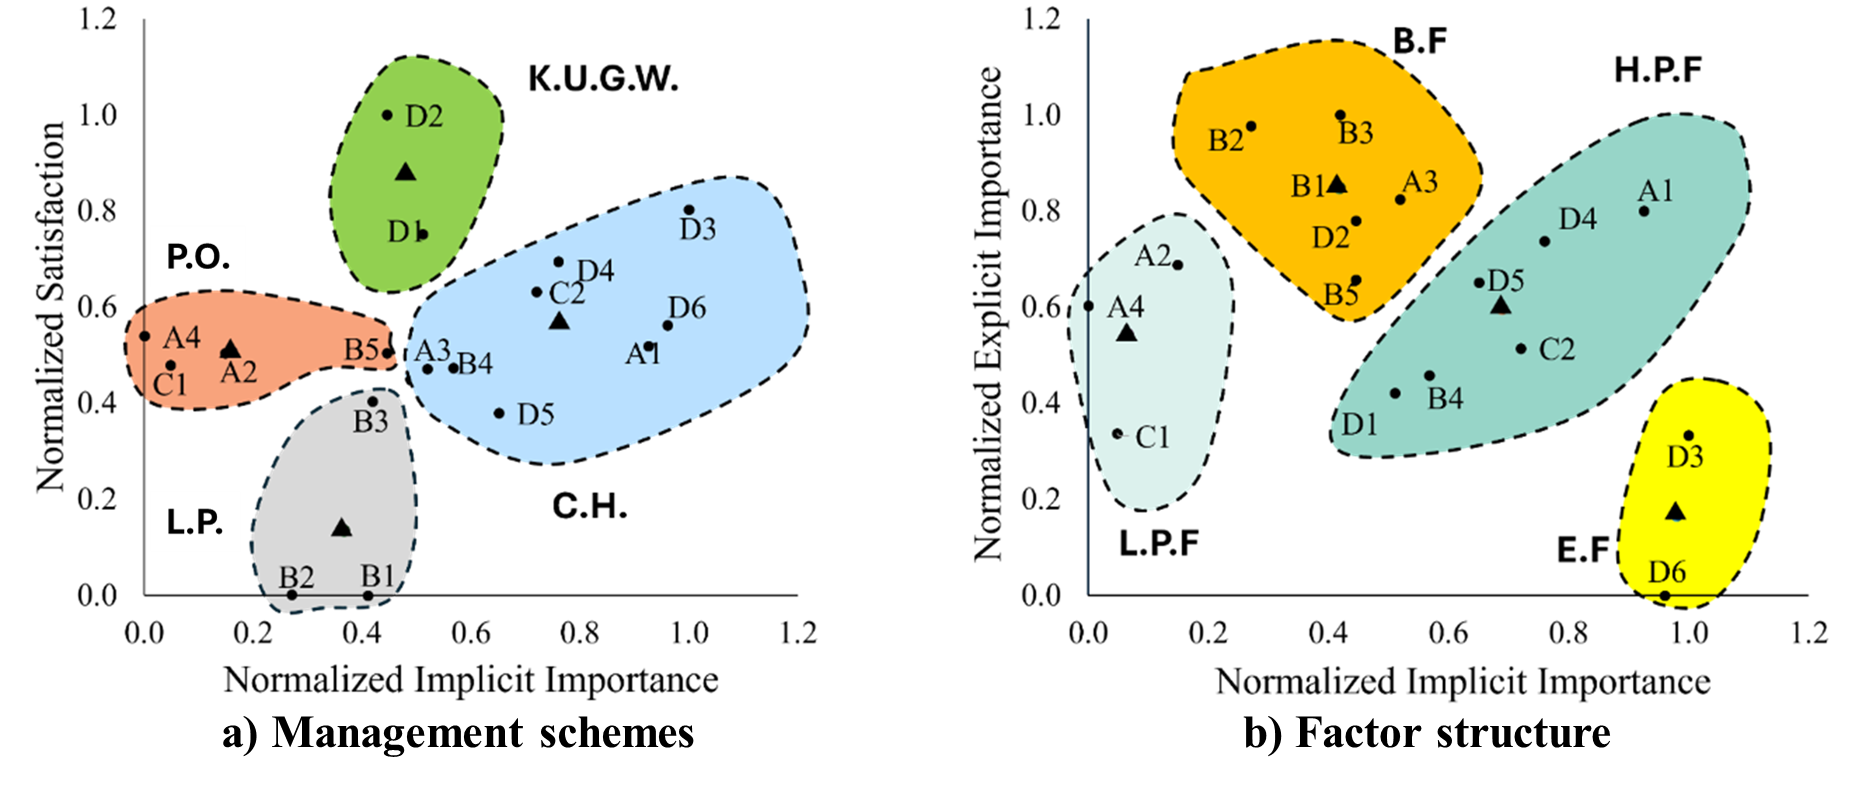 1.2
1.0
0.8
0.6
0.4
0.2
0.0
Normalized Satisfaction
K.U.G.W.
D2
D1
P.O.
A4
C1
A2
B5
D3
D4
C2
D6
A1
A3
B4
D5
C.H.
B3
L.P.
B2
B1
0.0 0.2 0.4 0.6 0.8 1.0 1.2
Normalized Implicit Importance
a) Management schemes
1.2
1.0
0.8
0.6
0.4
0.2
0.0
Normalized Explicit Importance
B.F
B2
B3
B1
A3
D2
B5
H.P.F
A1
D4
D5
C2
B4
D1
A2
A4
C1
L.P.F
D3
E.F
D6
0.0 0.2 0.4 0.6 0.8 1.0 1.2
Normalized Implicit Importance
b) Factor structure